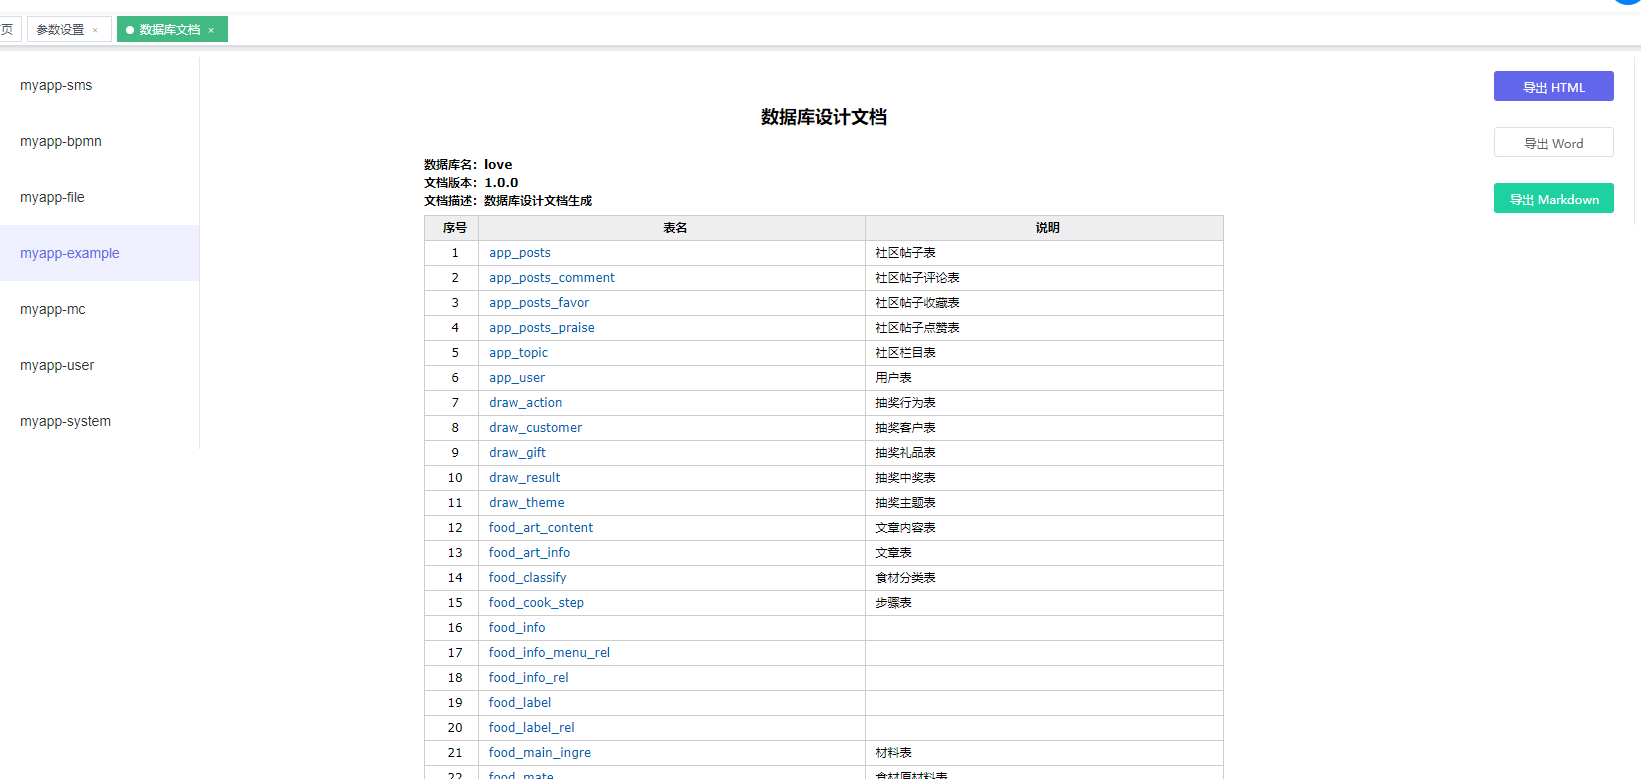 页 参数设置 × 数据库文档 ×
myapp-sms
myapp-bpmn
myapp-file
myapp-example
myapp-mc
myapp-user
myapp-system
数据库设计文档
数据库名：love
文档版本：1.0.0
文档描述：数据库设计文档生成
序号 表名 说明
1 app_posts 社区帖子表
2 app_posts_comment 社区帖子评论表
3 app_posts_favor 社区帖子收藏表
4 app_posts_praise 社区帖子点赞表
5 app_topic 社区栏目表
6 app_user 用户表
7 draw_action 抽奖行为表
8 draw_customer 抽奖客户表
9 draw_gift 抽奖礼品表
10 draw_result 抽奖中奖表
11 draw_theme 抽奖主题表
12 food_art_content 文章内容表
13 food_art_info 文章表
14 food_classify 食材分类表
15 food_cook_step 步骤表
16 food_info
17 food_info_menu_rel
18 food_info_rel
19 food_label
20 food_label_rel
21 food_main_ingre 材料表
22 food_mate 食材原材料表
导出 HTML
导出 Word
导出 Markdown